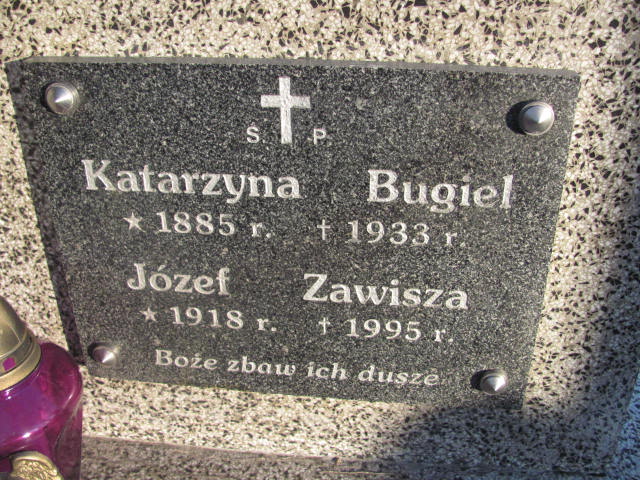 S. P.
Katarzyna Bugiel
★ 1885 r. † 1933 r.
Józef Zawisza
★ 1918 r. † 1995 r.
Boże zbaw ich dusze